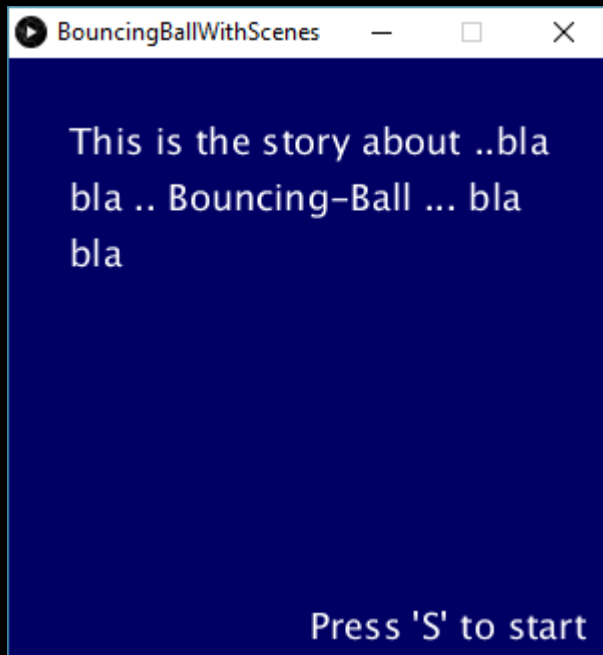 BouncingBallWithScenes
This is the story about ..bla
bla .. Bouncing-Ball ... bla
bla
Press 'S' to start